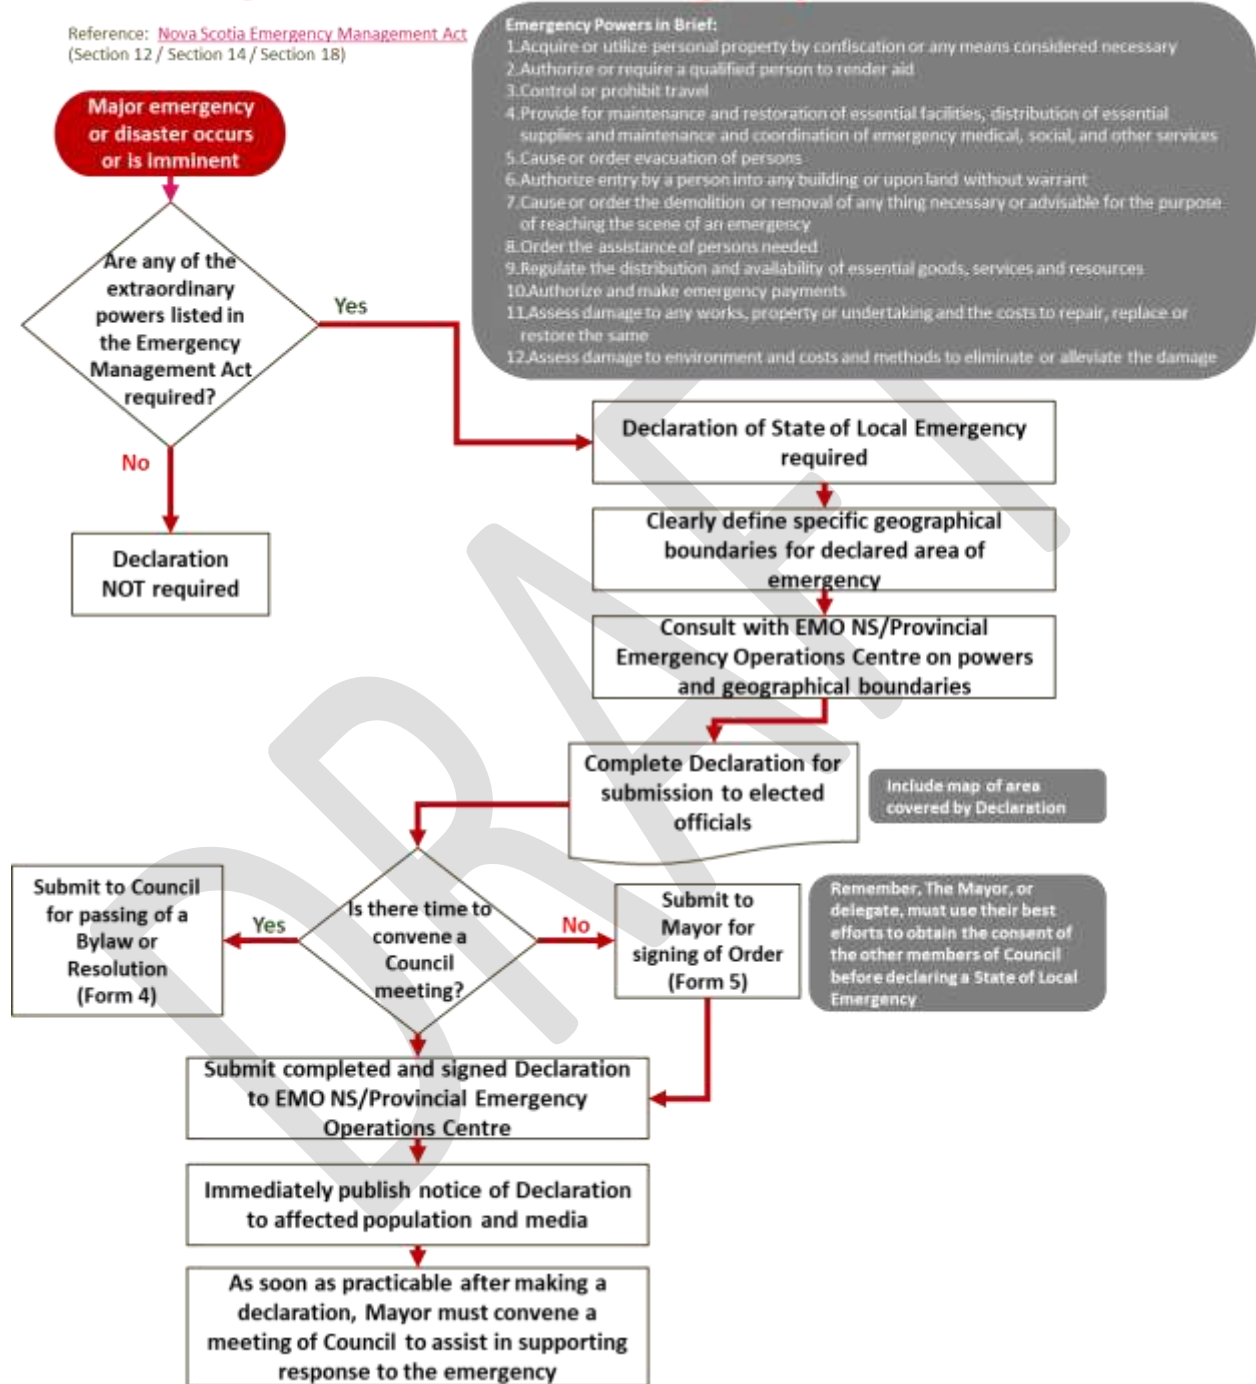 Reference: Nova Scotia Emergency Management Act
(Section 12 / Section 14 / Section 18)
Emergency Powers in Brief:
1.Acquire or utilize personal property by confiscation or any means considered necessary
2.Authorize or require a qualified person to render aid
3.Control or prohibit travel
4.Provide for maintenance and restoration of essential facilities, distribution of essential
supplies and maintenance and coordination of emergency medical, social, and other services
5.Cause or order evacuation of persons
6.Authorize entry by a person into any building or upon land without warrant
7.Cause or order the demolition or removal of any thing necessary or advisable for the purpose
of reaching the scene of an emergency
8.Order the assistance of persons needed
9.Regulate the distribution and availability of essential goods, services and resources
10.Authorize and make emergency payments
11.Assess damage to any works, property or undertaking and the costs to repair, replace or
restore the same
12.Assess damage to environment and costs and methods to eliminate or alleviate the damage
Major emergency
or disaster occurs
or is imminent
Are any of the
extraordinary
powers listed in
the Emergency
Management Act
required?
Yes
No
Declaration
NOT required
Declaration of State of Local Emergency
required
Clearly define specific geographical
boundaries for declared area of
emergency
Consult with EMO NS/Provincial
Emergency Operations Centre on powers
and geographical boundaries
Complete Declaration for
submission to elected
officials
Include map of area
covered by Declaration
Is there time to
convene a
Council
meeting?
Yes
Submit to Council
for passing of a
Bylaw or
Resolution
(Form 4)
No
Submit to
Mayor for
signing of Order
(Form 5)
Remember, The Mayor, or
delegate, must use their best
efforts to obtain the consent of
the other members of Council
before declaring a State of Local
Emergency
Submit completed and signed Declaration
to EMO NS/Provincial Emergency
Operations Centre
Immediately publish notice of Declaration
to affected population and media
As soon as practicable after making a
declaration, Mayor must convene a
meeting of Council to assist in supporting
response to the emergency
DRAFT